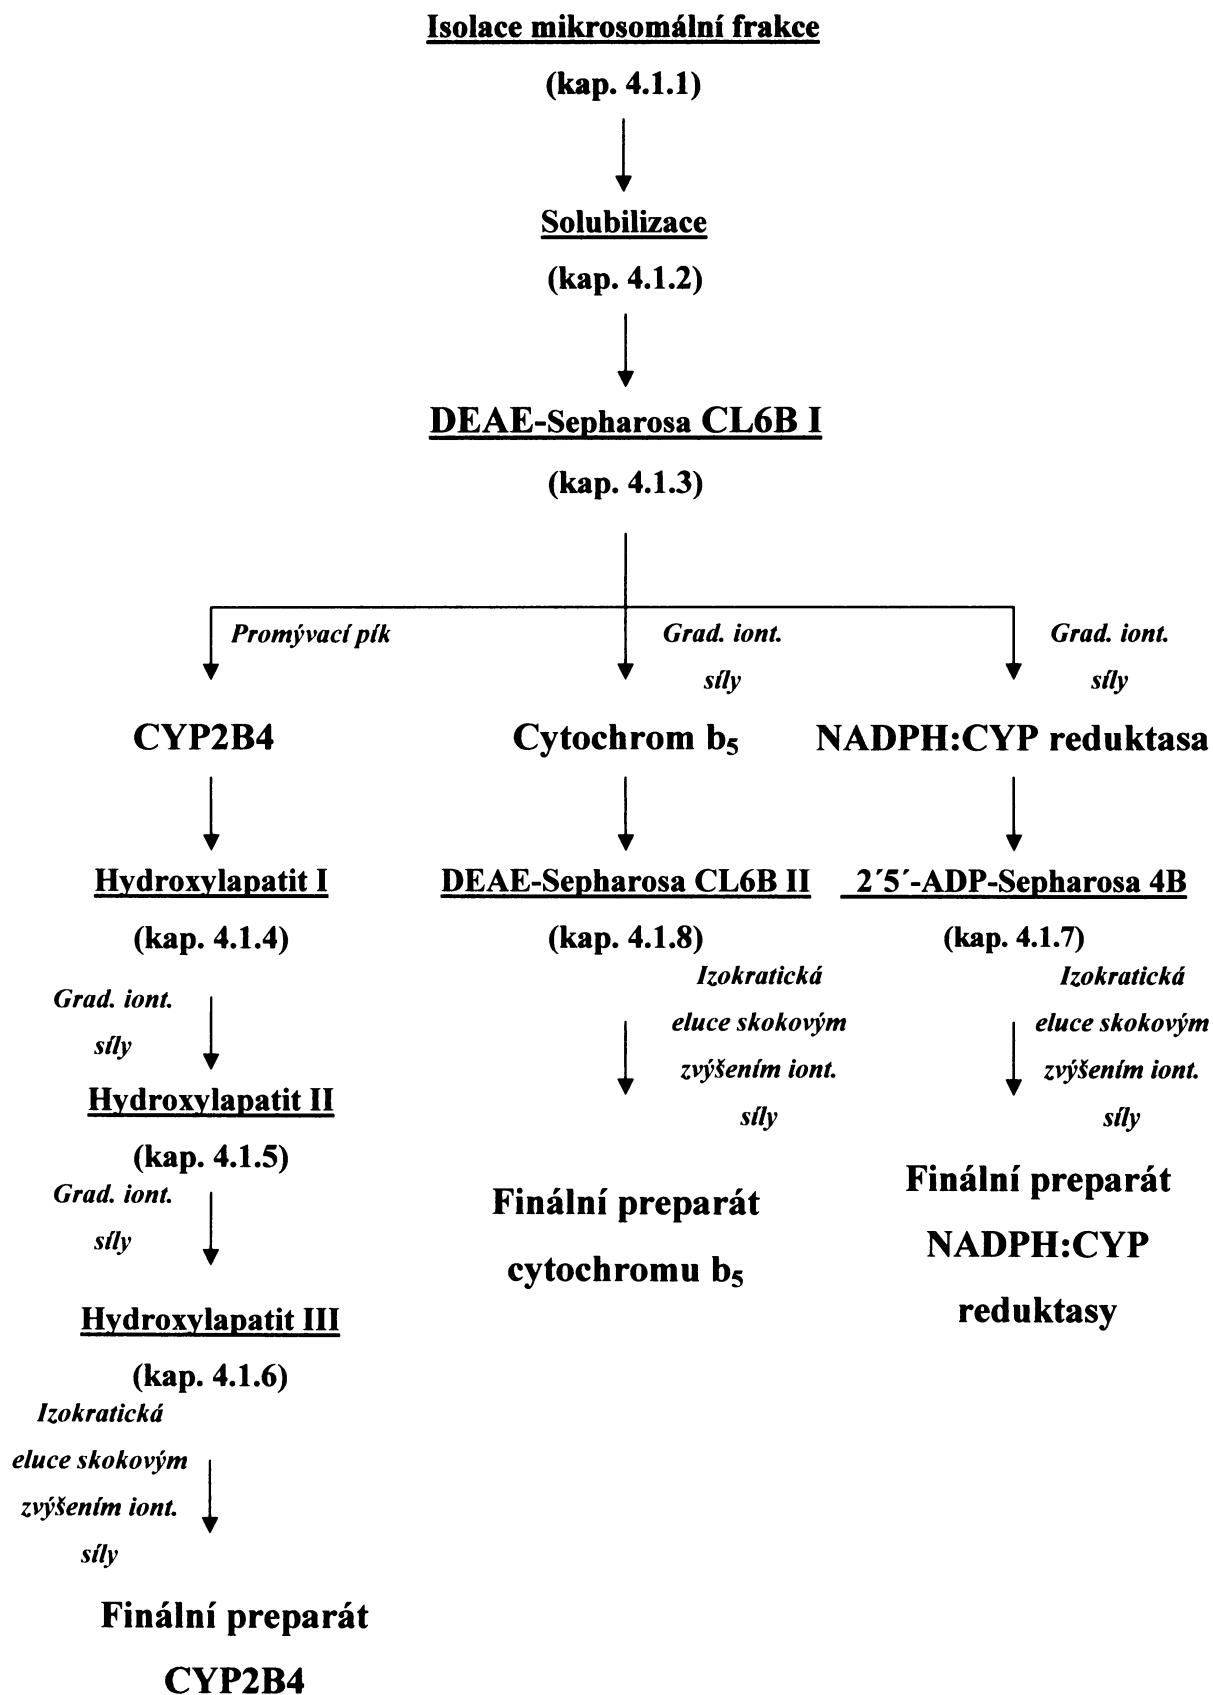 Isolace mikrosomální frakce
(kap. 4.1.1)
Solubilizace
(kap. 4.1.2)
DEAE-Sepharosa CL6B I
(kap. 4.1.3)
Promývací pík
Grad. iont.
síly
Grad. iont.
síly
CYP2B4
Cytochrom b₅
NADPH:CYP reduktasa
Hydroxylapatit I
(kap. 4.1.4)
Grad. iont.
síly
Hydroxylapatit II
(kap. 4.1.5)
Grad. iont.
síly
Hydroxylapatit III
(kap. 4.1.6)
Izokratická
eluce skokovým
zvýšením iont.
síly
Finální preparát
CYP2B4
DEAE-Sepharosa CL6B II
(kap. 4.1.8)
Izokratická
eluce skokovým
zvýšením iont.
síly
Finální preparát
cytochromu b₅
2´5´-ADP-Sepharosa 4B
(kap. 4.1.7)
Izokratická
eluce skokovým
zvýšením iont.
síly
Finální preparát
NADPH:CYP
reduktasy